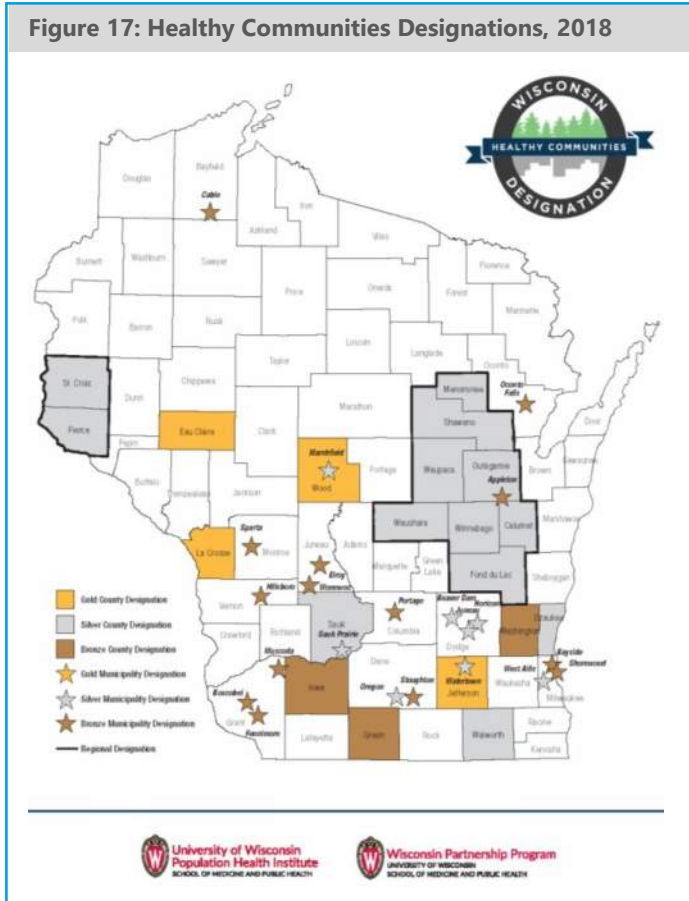 Figure 17: Healthy Communities Designations, 2018
WISCONSIN
HEALTHY COMMUNITIES
DESIGNATION
Douglas
Bayfield
Cable
Ashland
Iron
Vilas
Burnett
Washburn
Sawyer
Price
Oneida
Forest
Florence
Marinette
Polk
Barron
Rusk
Lincoln
Langlade
Oconto
Taylor
St. Croix
Dunn
Chippewa
Menominee
Oconto
Falls
Marathon
Shawano
Door
Pierce
Eau Claire
Clark
Pepin
Marshfield
Wood
Portage
Waupaca
Outagamie
Appleton
Brown
Kewaunee
Buffalo
Trempealeau
Jackson
Waushara
Winnebago
Calumet
Manitowoc
Sparta
Monroe
La Crosse
Juneau
Adams
Elroy
Marquette
Green
Lake
Fond du Lac
Sheboygan
Hillsboro
Wonewoc
Vernon
Portage
Columbia
Beaver Dam
Juneau
Horicon
Dodge
Washington
Ozaukee
Crawford
Richland
Sauk
Sauk Prairie
Muscoda
Dane
Iowa
Oregon
Stoughton
Watertown
Jefferson
Waukesha
West Allis
Bayside
Shorewood
Milwaukee
Boscobel
Grant
Fennimore
Lafayette
Green
Rock
Walworth
Racine
Kenosha
Gold County Designation
Silver County Designation
Bronze County Designation
Gold Municipality Designation
Silver Municipality Designation
Bronze Municipality Designation
Regional Designation
University of Wisconsin
Population Health Institute
SCHOOL OF MEDICINE AND PUBLIC HEALTH
Wisconsin Partnership Program
UNIVERSITY OF WISCONSIN
SCHOOL OF MEDICINE AND PUBLIC HEALTH